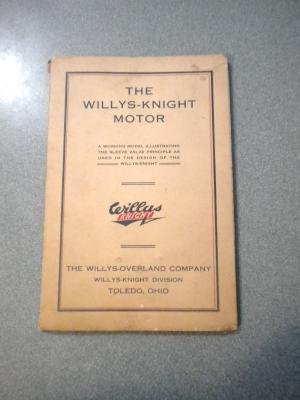 THE
WILLYS-KNIGHT
MOTOR
A WORKING MODEL ILLUSTRATING
THE SLEEVE VALVE PRINCIPLE AS
USED IN THE DESIGN OF THE
WILLYS-KNIGHT
Willys
KNIGHT
THE WILLYS-OVERLAND COMPANY
WILLYS-KNIGHT DIVISION
TOLEDO, OHIO